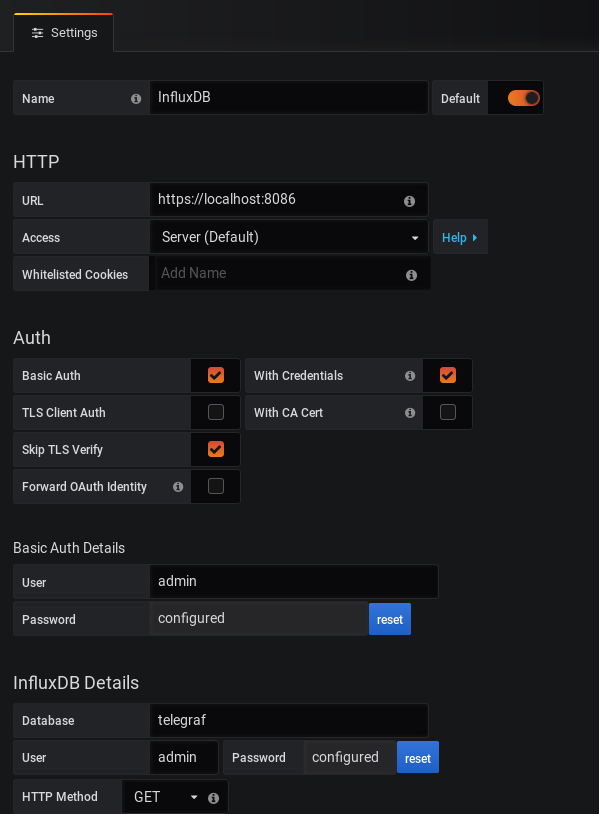 Settings
Name InfluxDB Default
HTTP
URL https://localhost:8086
Access Server (Default) Help
Whitelisted Cookies Add Name
Auth
Basic Auth With Credentials
TLS Client Auth With CA Cert
Skip TLS Verify
Forward OAuth Identity
Basic Auth Details
User admin
Password configured reset
InfluxDB Details
Database telegraf
User admin Password configured reset
HTTP Method GET